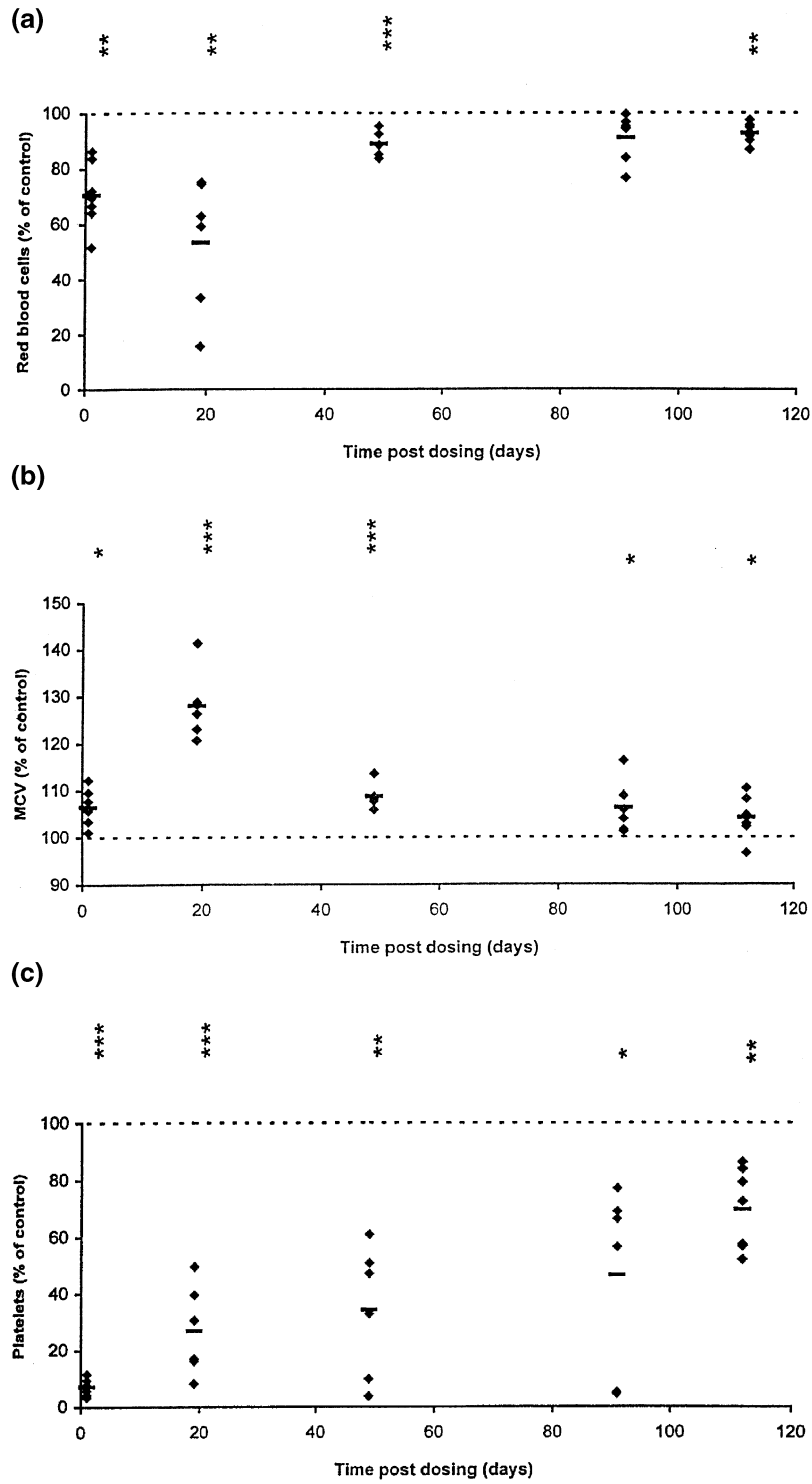 (a)
** ** *** **
Red blood cells (% of control)
100
80
60
40
20
0
0 20 40 60 80 100 120
Time post dosing (days)
(b)
* *** *** * *
MCV (% of control)
150
140
130
120
110
100
90
0 20 40 60 80 100 120
Time post dosing (days)
(c)
*** *** ** * **
Platelets (% of control)
100
80
60
40
20
0
0 20 40 60 80 100 120
Time post dosing (days)